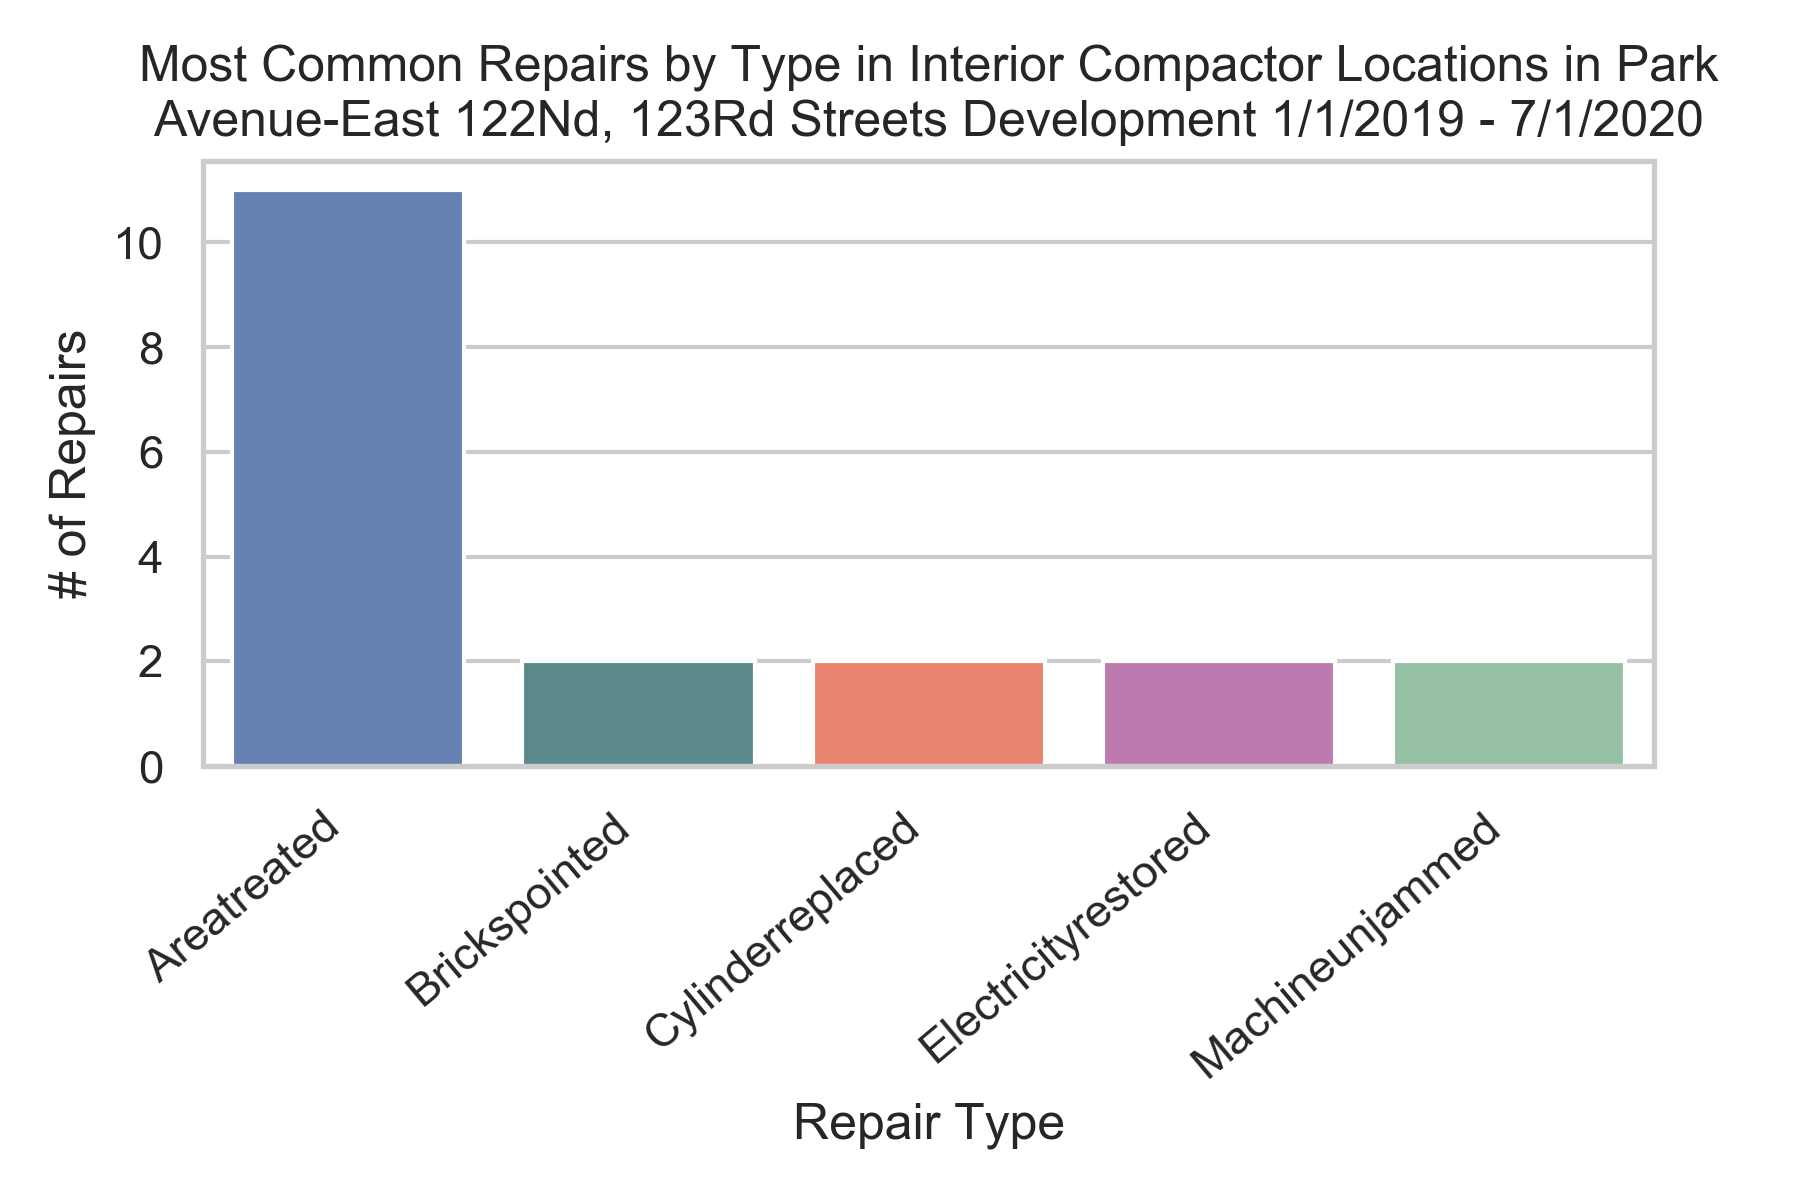 Most Common Repairs by Type in Interior Compactor Locations in Park
Avenue-East 122Nd, 123Rd Streets Development 1/1/2019 - 7/1/2020
# of Repairs
10
8
6
4
2
0
Areatreated
Brickspointed
Cylinderreplaced
Electricityrestored
Machineunjammed
Repair Type